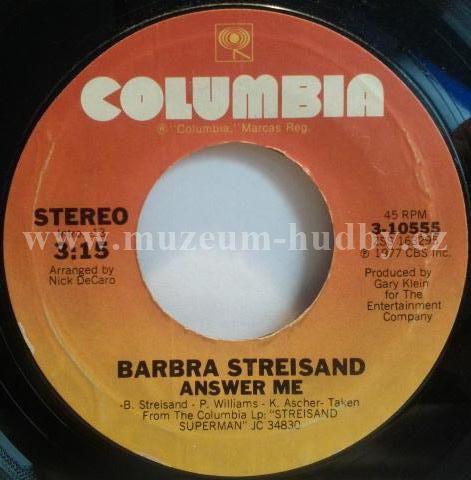 COLUMBIA
® "Columbia," Marcas Reg.
STEREO
3:15
Arranged by
Nick DeCaro
45 RPM
3-10555
℗ 1977 CBS Inc.
Produced by
Gary Klein
for The
Entertainment
Company
www.muzeum-hudby.cz
BARBRA STREISAND
ANSWER ME
-B. Streisand - P. Williams - K. Ascher- Taken
From The Columbia Lp: "STREISAND
SUPERMAN" JC 34830